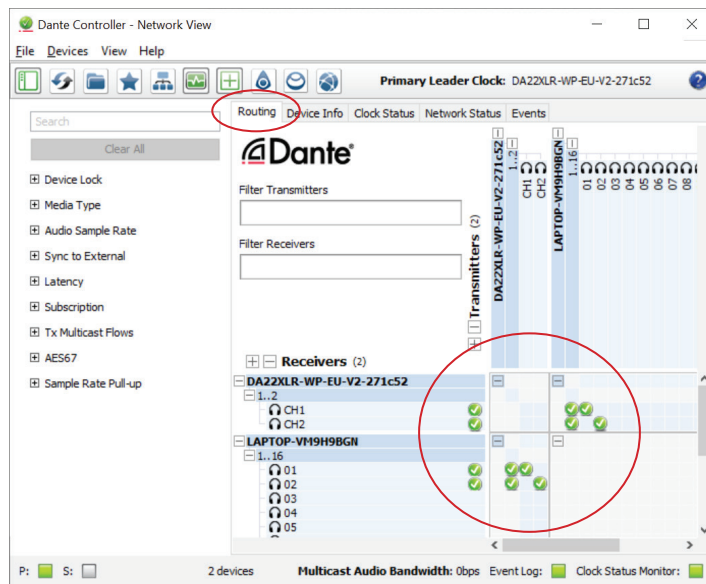 Dante Controller - Network View
File Devices View Help
Primary Leader Clock: DA22XLR-WP-EU-V2-271c52
?
Search
Clear All
Device Lock
Media Type
Audio Sample Rate
Sync to External
Latency
Subscription
Tx Multicast Flows
AES67
Sample Rate Pull-up
Routing Device Info Clock Status Network Status Events
Dante®
Filter Transmitters
Filter Receivers
Transmitters (2)
DA22XLR-WP-EU-V2-271c52
1..2
CH1
CH2
LAPTOP-VM9H9BGN
1..16
01
02
03
04
05
06
07
08
Receivers (2)
DA22XLR-WP-EU-V2-271c52
1..2
CH1
CH2
LAPTOP-VM9H9BGN
1..16
01
02
03
04
05
P: S: 2 devices Multicast Audio Bandwidth: 0bps Event Log: Clock Status Monitor: